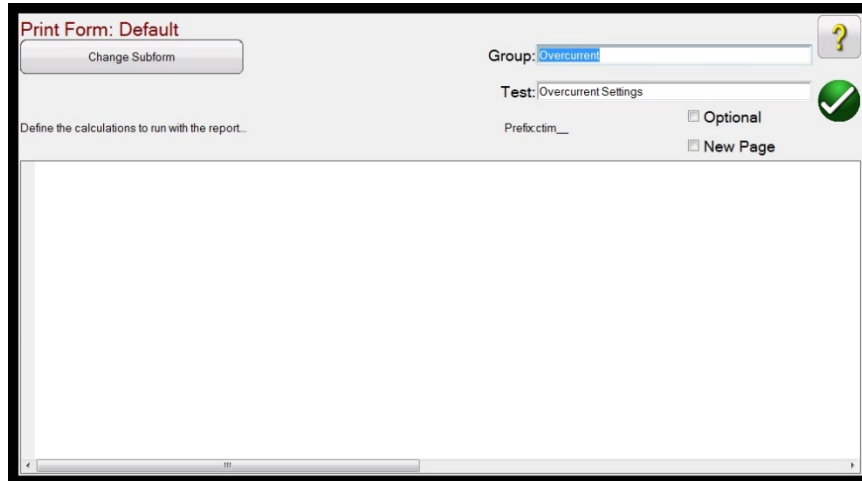 Print Form: Default
Change Subform
Group: Overcurrent
Test: Overcurrent Settings
Define the calculations to run with the report...
Prefix:ctim__
Optional
New Page